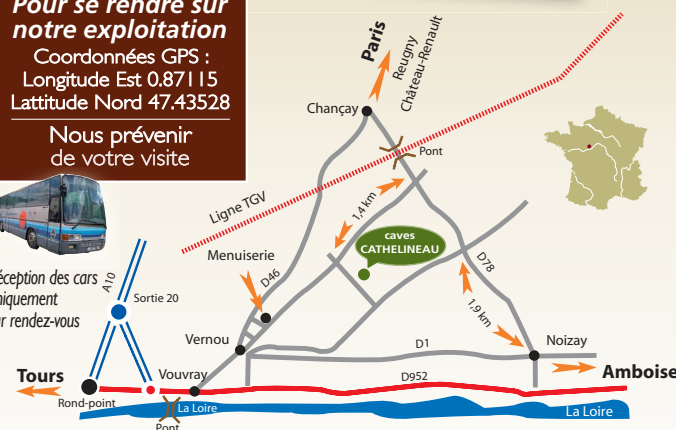 Pour se rendre sur
notre exploitation
Coordonnées GPS :
Longitude Est 0.87115
Lattitude Nord 47.43528
Nous prévenir
de votre visite
éception des cars
niquement
r rendez-vous
Paris
Reugny
Château-Renault
Chançay
Pont
Ligne TGV
1,4 km
caves
CATHELINEAU
Menuiserie
D46
D78
A10
Sortie 20
1,9 km
Vernou
D1
Noizay
Tours
Vouvray
D952
Amboise
Rond-point
La Loire
La Loire
Pont